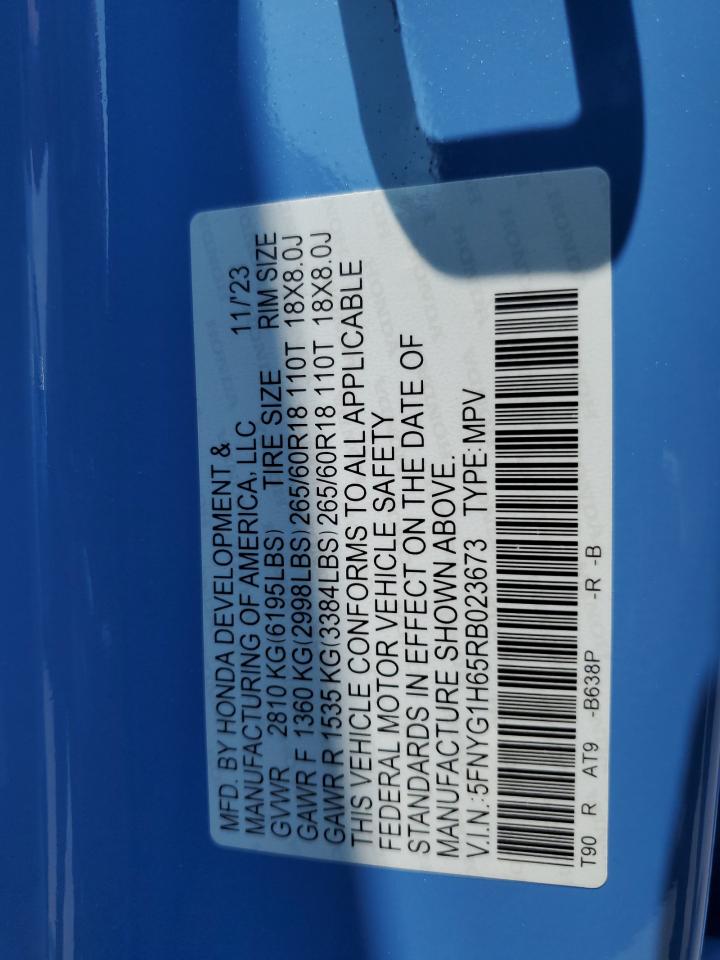 MFD. BY HONDA DEVELOPMENT &
MANUFACTURING OF AMERICA, LLC 11/'23
GVWR 2810 KG(6195LBS) TIRE SIZE RIM SIZE
GAWR F 1360 KG(2998LBS)265/60R18 110T 18X8.0J
GAWR R 1535 KG(3384LBS)265/60R18 110T 18X8.0J
THIS VEHICLE CONFORMS TO ALL APPLICABLE
FEDERAL MOTOR VEHICLE SAFETY
STANDARDS IN EFFECT ON THE DATE OF
MANUFACTURE SHOWN ABOVE.
V.I.N.:5FNYG1H65RB023673 TYPE:MPV
T90 R AT9 -B638P -R -B